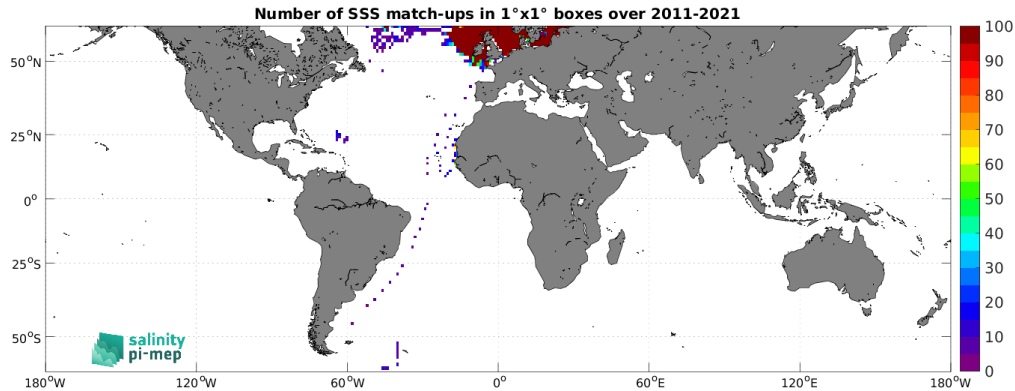 Number of SSS match-ups in 1°x1° boxes over 2011-2021
50°N
25°N
0°
25°S
50°S
180°W
120°W
60°W
0°
60°E
120°E
180°W
100
90
80
70
60
50
40
30
20
10
0
salinity
pi-mep